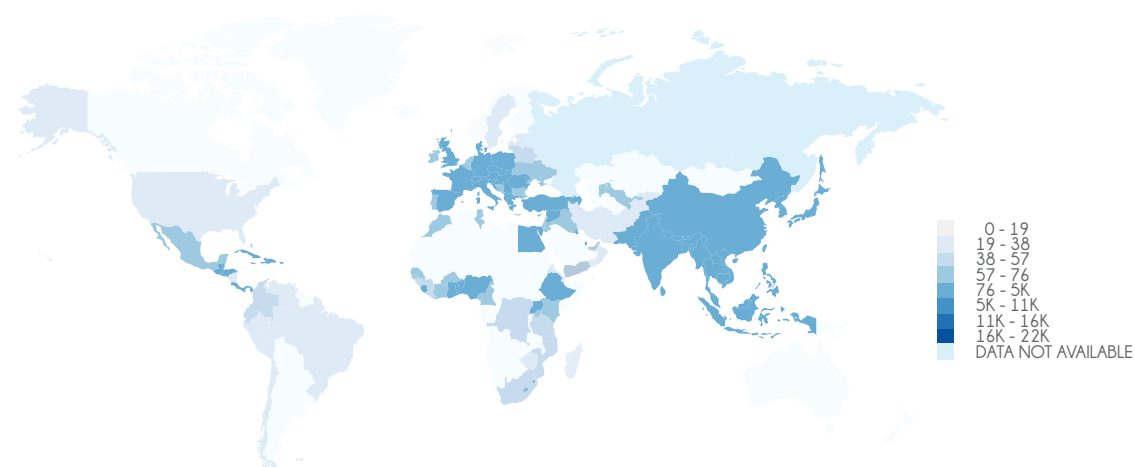 0 - 19
19 - 38
38 - 57
57 - 76
76 - 5K
5K - 11K
11K - 16K
16K - 22K
DATA NOT AVAILABLE